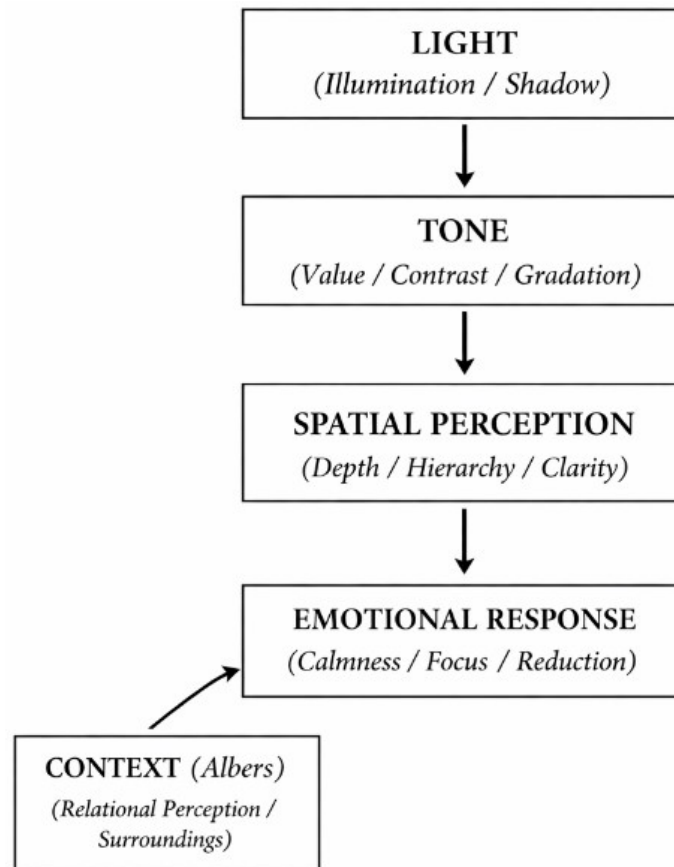 LIGHT
(Illumination / Shadow)
TONE
(Value / Contrast / Gradation)
SPATIAL PERCEPTION
(Depth / Hierarchy / Clarity)
EMOTIONAL RESPONSE
(Calmness / Focus / Reduction)
CONTEXT (Albers)
(Relational Perception /
Surroundings)